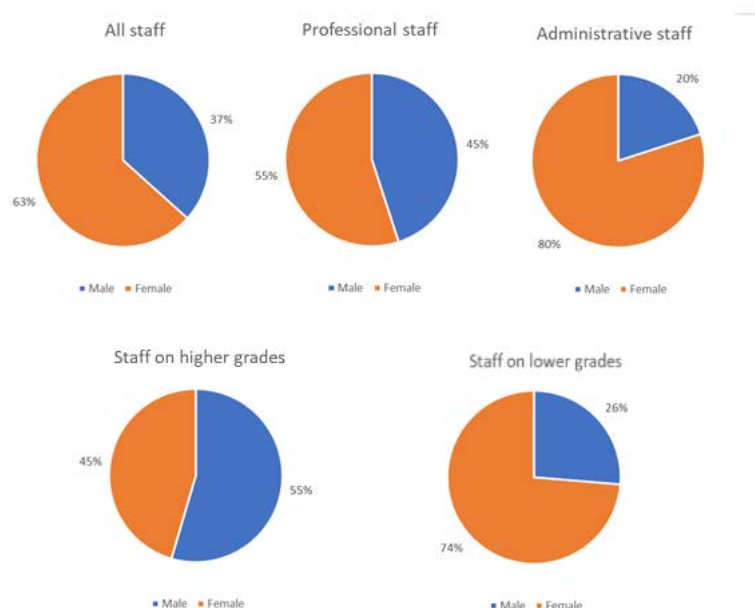 All staff
37%
63%
Male Female
Professional staff
45%
55%
Male Female
Administrative staff
20%
80%
Male Female
Staff on higher grades
45%
55%
Male Female
Staff on lower grades
26%
74%
Male Female